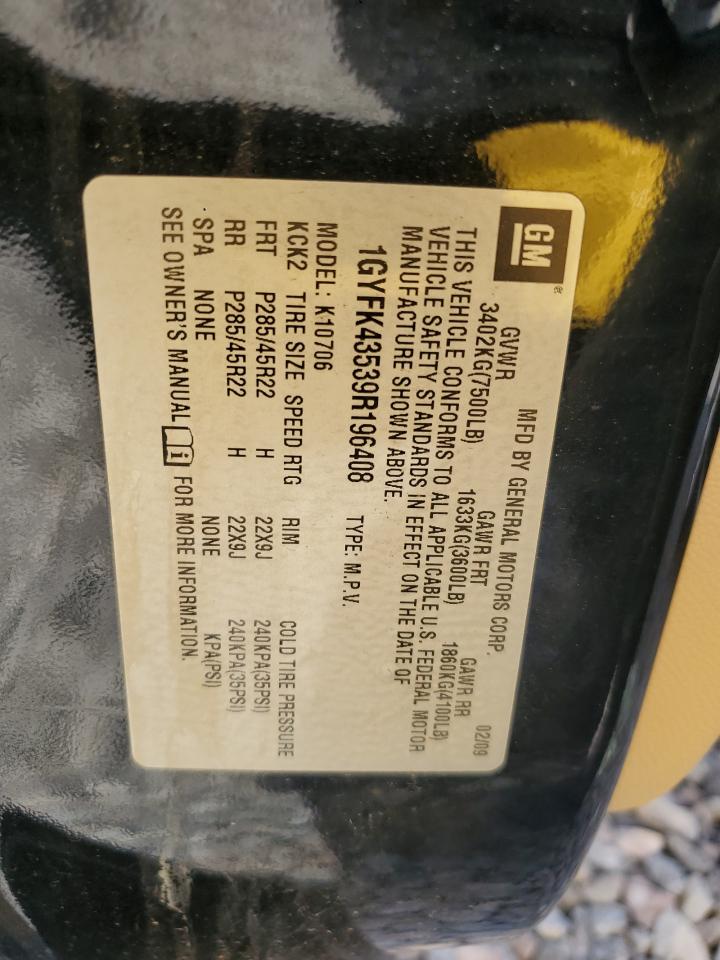 GM
MFD BY GENERAL MOTORS CORP. 02/09
GVWR GAWR FRT GAWR RR
3402KG(7500LB) 1633KG(3600LB) 1860KG(4100LB)
THIS VEHICLE CONFORMS TO ALL APPLICABLE U.S. FEDERAL MOTOR
VEHICLE SAFETY STANDARDS IN EFFECT ON THE DATE OF
MANUFACTURE SHOWN ABOVE.
1GYFK43539R196408 TYPE: M.P.V.
MODEL: K10706
KCK2 TIRE SIZE SPEED RTG RIM COLD TIRE PRESSURE
FRT P285/45R22 H 22X9J 240KPA(35PSI)
RR P285/45R22 H 22X9J 240KPA(35PSI)
SPA NONE NONE KPA(PSI)
SEE OWNER'S MANUAL i FOR MORE INFORMATION.